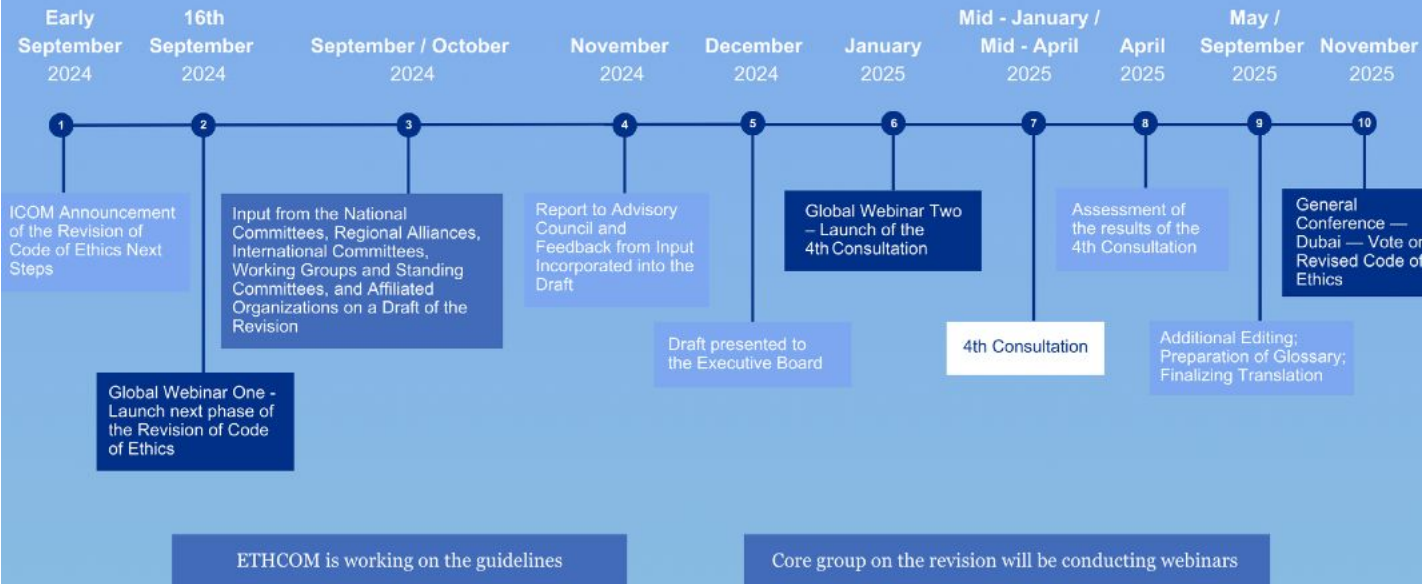 Early
September
2024
16th
September
2024
September / October
2024
November
2024
December
2024
January
2025
Mid - January /
Mid - April
2025
April
2025
May /
September
2025
November
2025
1
2
3
4
5
6
7
8
9
10
ICOM Announcement
of the Revision of
Code of Ethics Next
Steps
Global Webinar One -
Launch next phase of
the Revision of Code
of Ethics
Input from the National
Committees, Regional Alliances,
International Committees,
Working Groups and Standing
Committees, and Affiliated
Organizations on a Draft of the
Revision
Report to Advisory
Council and
Feedback from Input
Incorporated into the
Draft
Draft presented to
the Executive Board
Global Webinar Two
– Launch of the
4th Consultation
4th Consultation
Assessment of
the results of the
4th Consultation
Additional Editing;
Preparation of Glossary;
Finalizing Translation
General
Conference —
Dubai — Vote on
Revised Code of
Ethics
ETHCOM is working on the guidelines
Core group on the revision will be conducting webinars